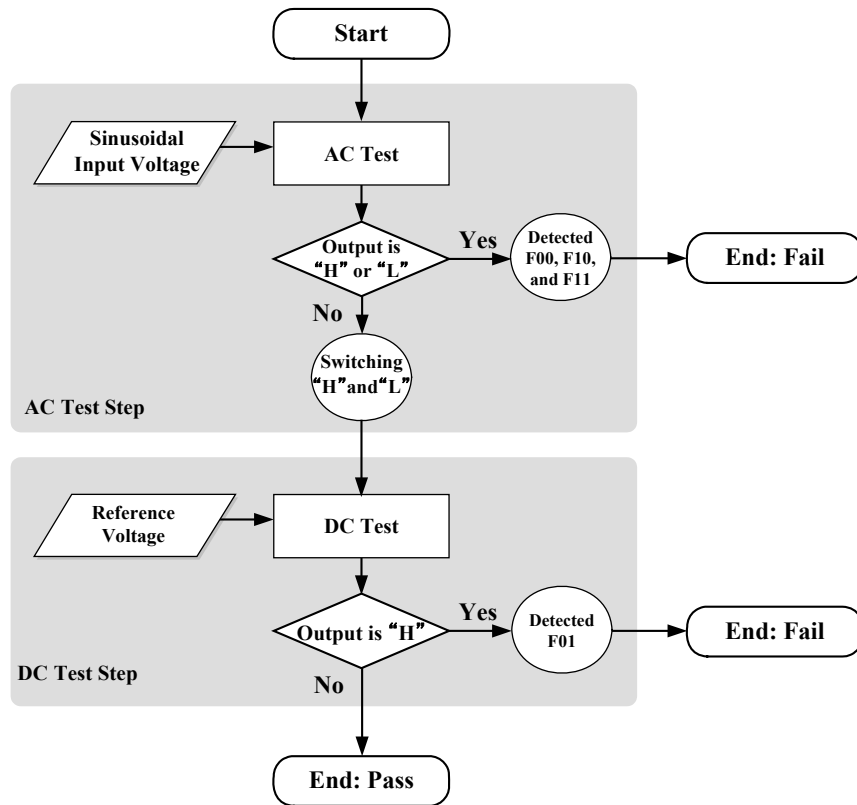 Start
Sinusoidal
Input Voltage
AC Test
Output is
“H” or “L”
Yes
Detected
F00, F10,
and F11
End: Fail
No
Switching
“H”and“L”
AC Test Step
Reference
Voltage
DC Test
Output is “H”
Yes
Detected
F01
End: Fail
No
DC Test Step
End: Pass